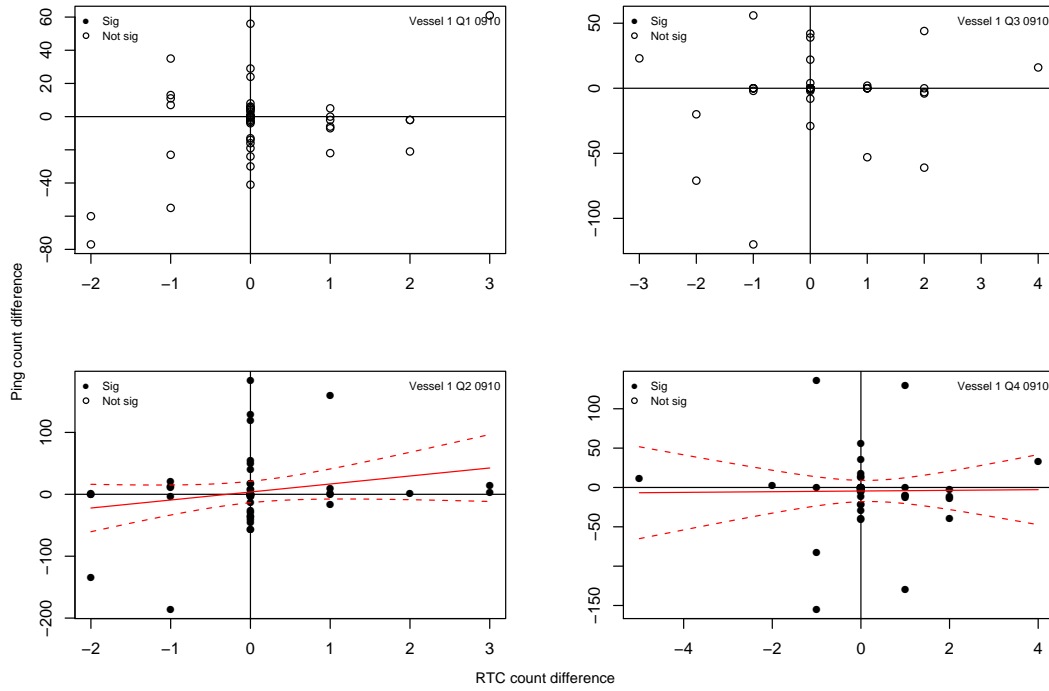 Sig
Not sig
Vessel 1 Q1 0910
60
40
20
0
−40
−80
−2 −1 0 1 2 3
Sig
Not sig
Vessel 1 Q3 0910
50
0
−50
−100
−3 −2 −1 0 1 2 3 4
Ping count difference
Sig
Not sig
Vessel 1 Q2 0910
100
0
−100
−200
−2 −1 0 1 2 3
Sig
Not sig
Vessel 1 Q4 0910
100
50
0
−50
−150
−4 −2 0 2 4
RTC count difference